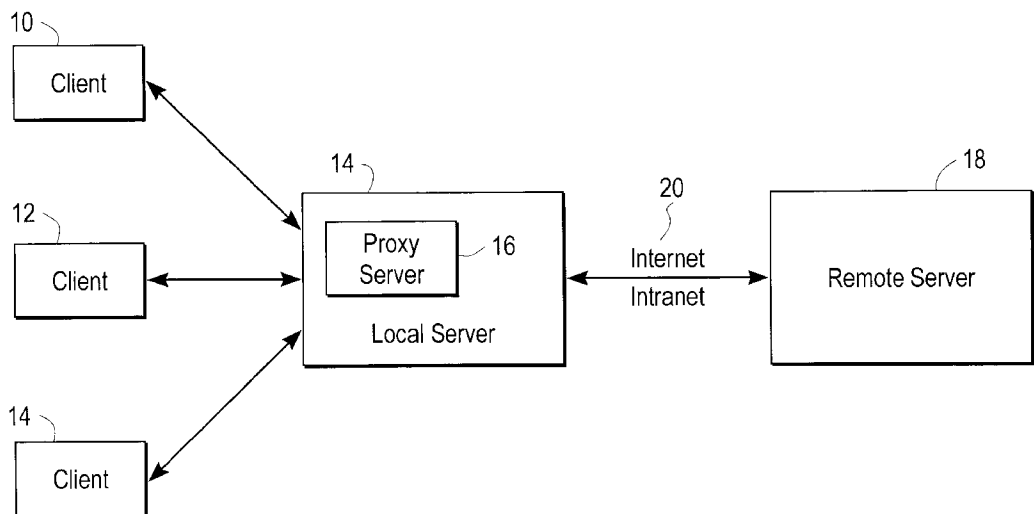 10
Client
12
Client
14
Client
14
Proxy
Server
16
Local Server
20
Internet
Intranet
18
Remote Server